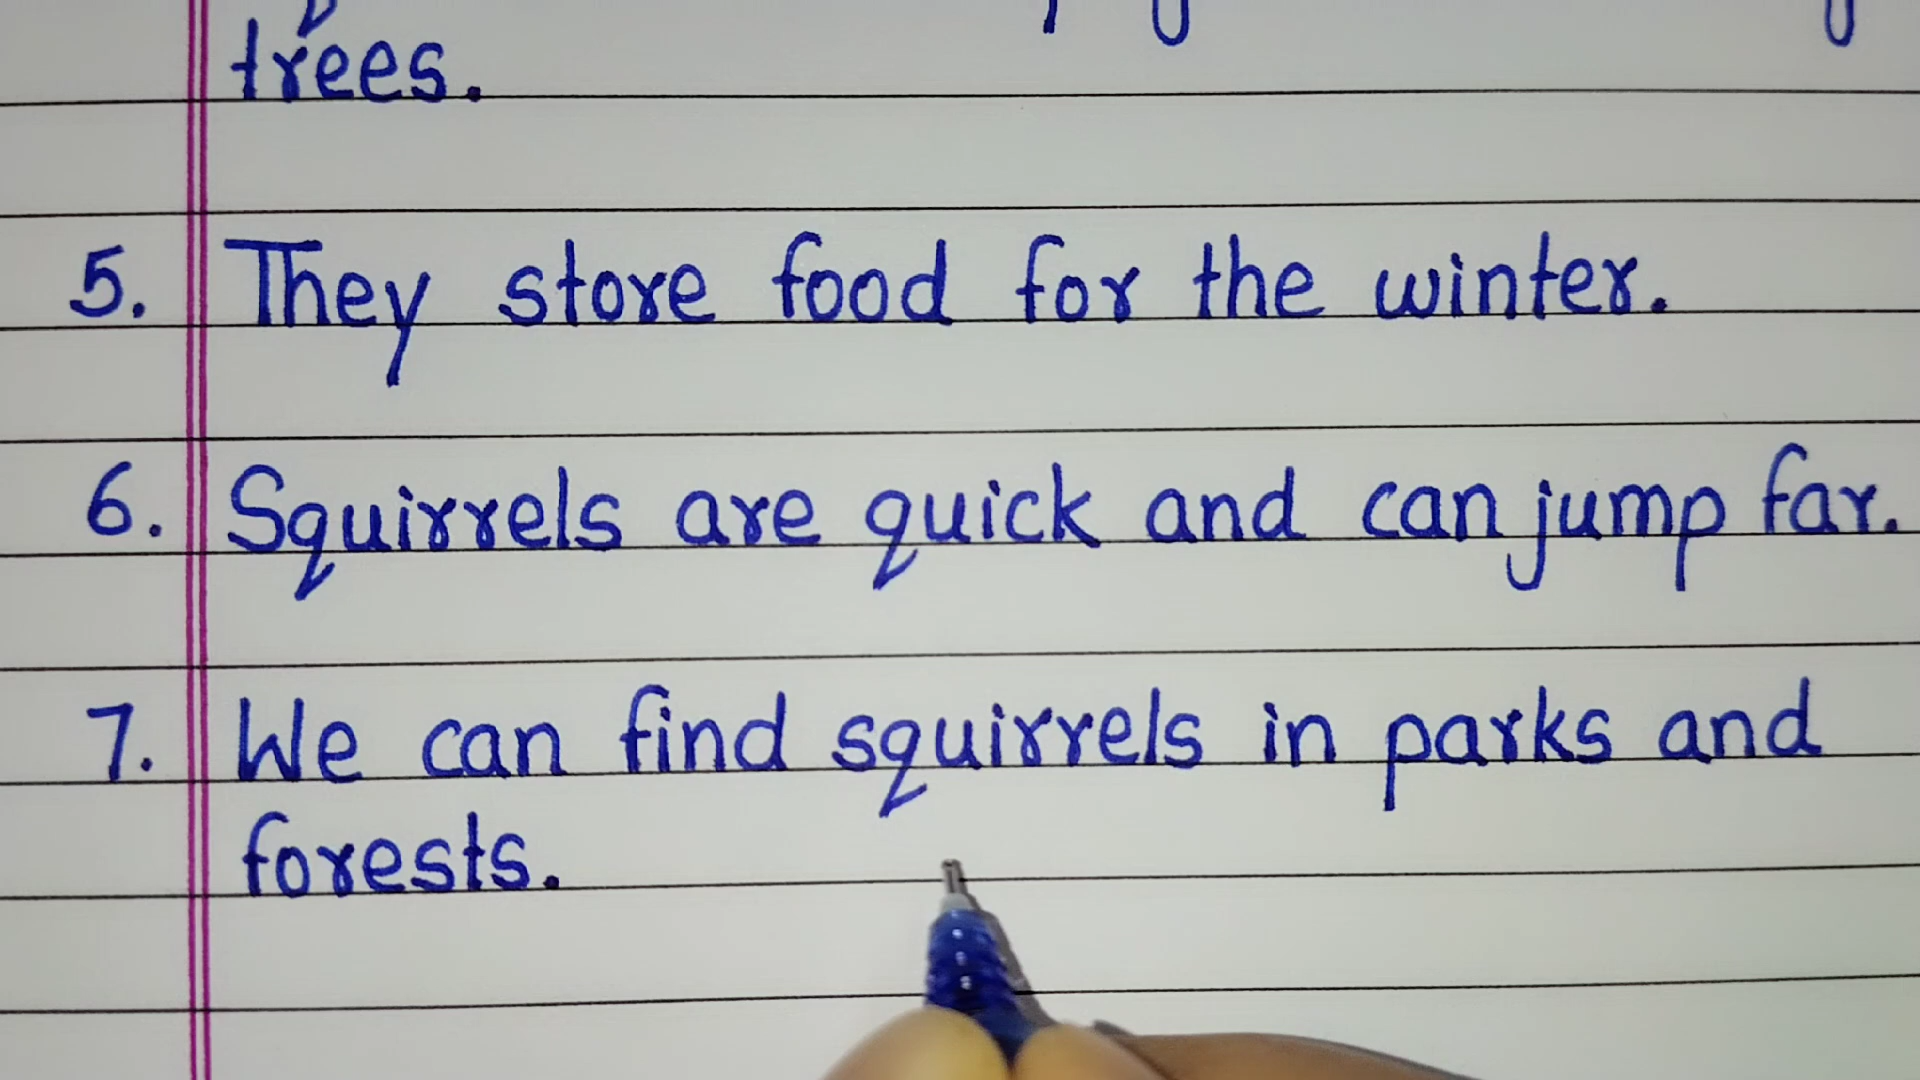 trees.
5. They store food for the winter.
6. Squirrels are quick and can jump far.
7. We can find squirrels in parks and
forests.